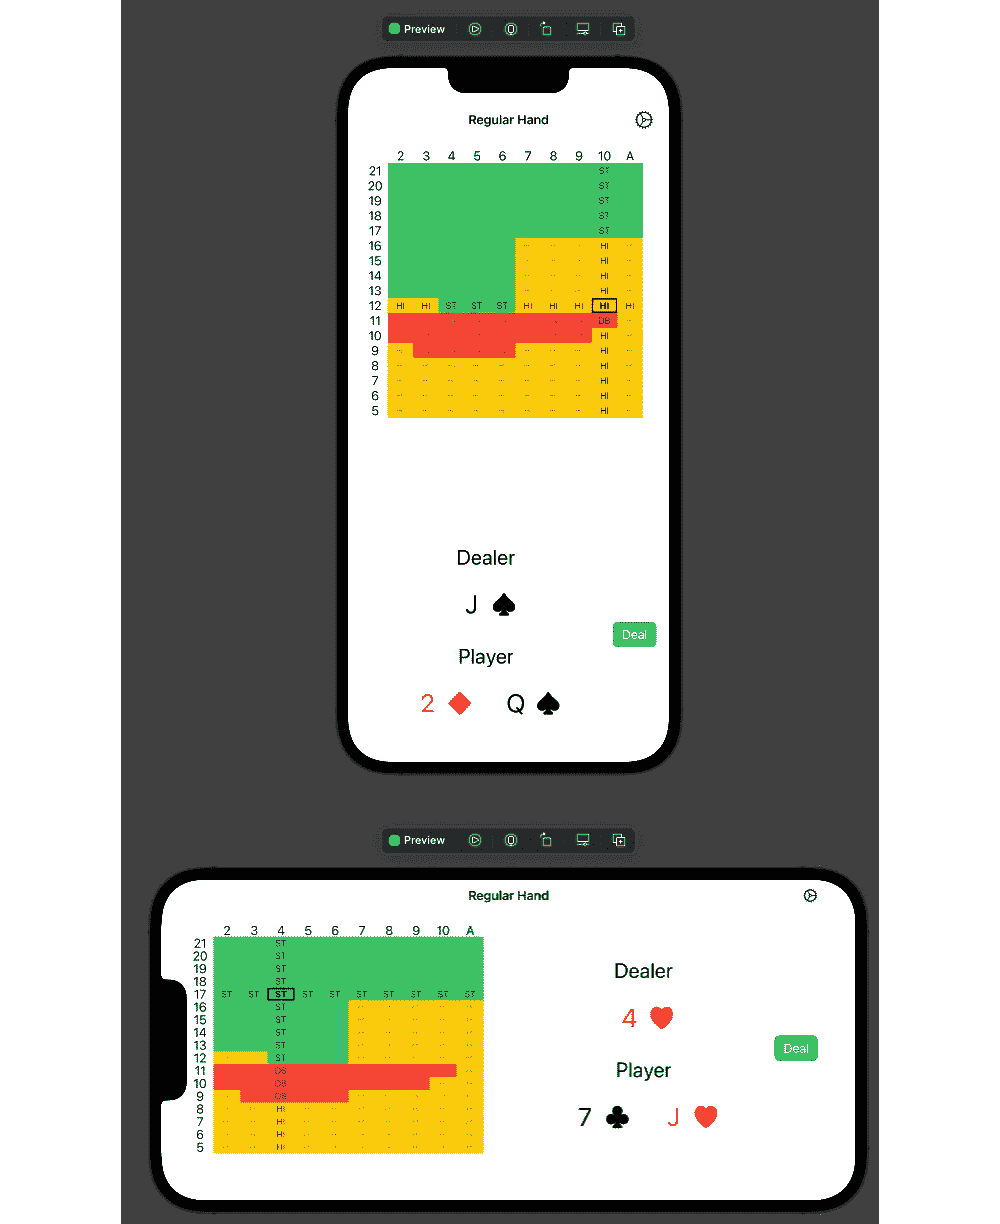 Preview
Regular Hand
2 3 4 5 6 7 8 9 10 A
21 ST
20 ST
19 ST
18 ST
17 ST
16 HI
15 HI
14 HI
13 HI
12 HI HI ST ST ST HI HI HI HI HI
11 DB
10 HI
9 HI
8 HI
7 HI
6 HI
5 HI
Dealer
J
Deal
Player
2 Q
Preview
Regular Hand
2 3 4 5 6 7 8 9 10 A
21 ST
20 ST
19 ST
18 ST
17 ST ST ST ST ST ST ST ST ST ST
16 ST
15 ST
14 ST
13 ST
12 ST
11 DB
10 DB
9 DB
8 HI
7 HI
6 HI
5 HI
Dealer
4
Deal
Player
7 J